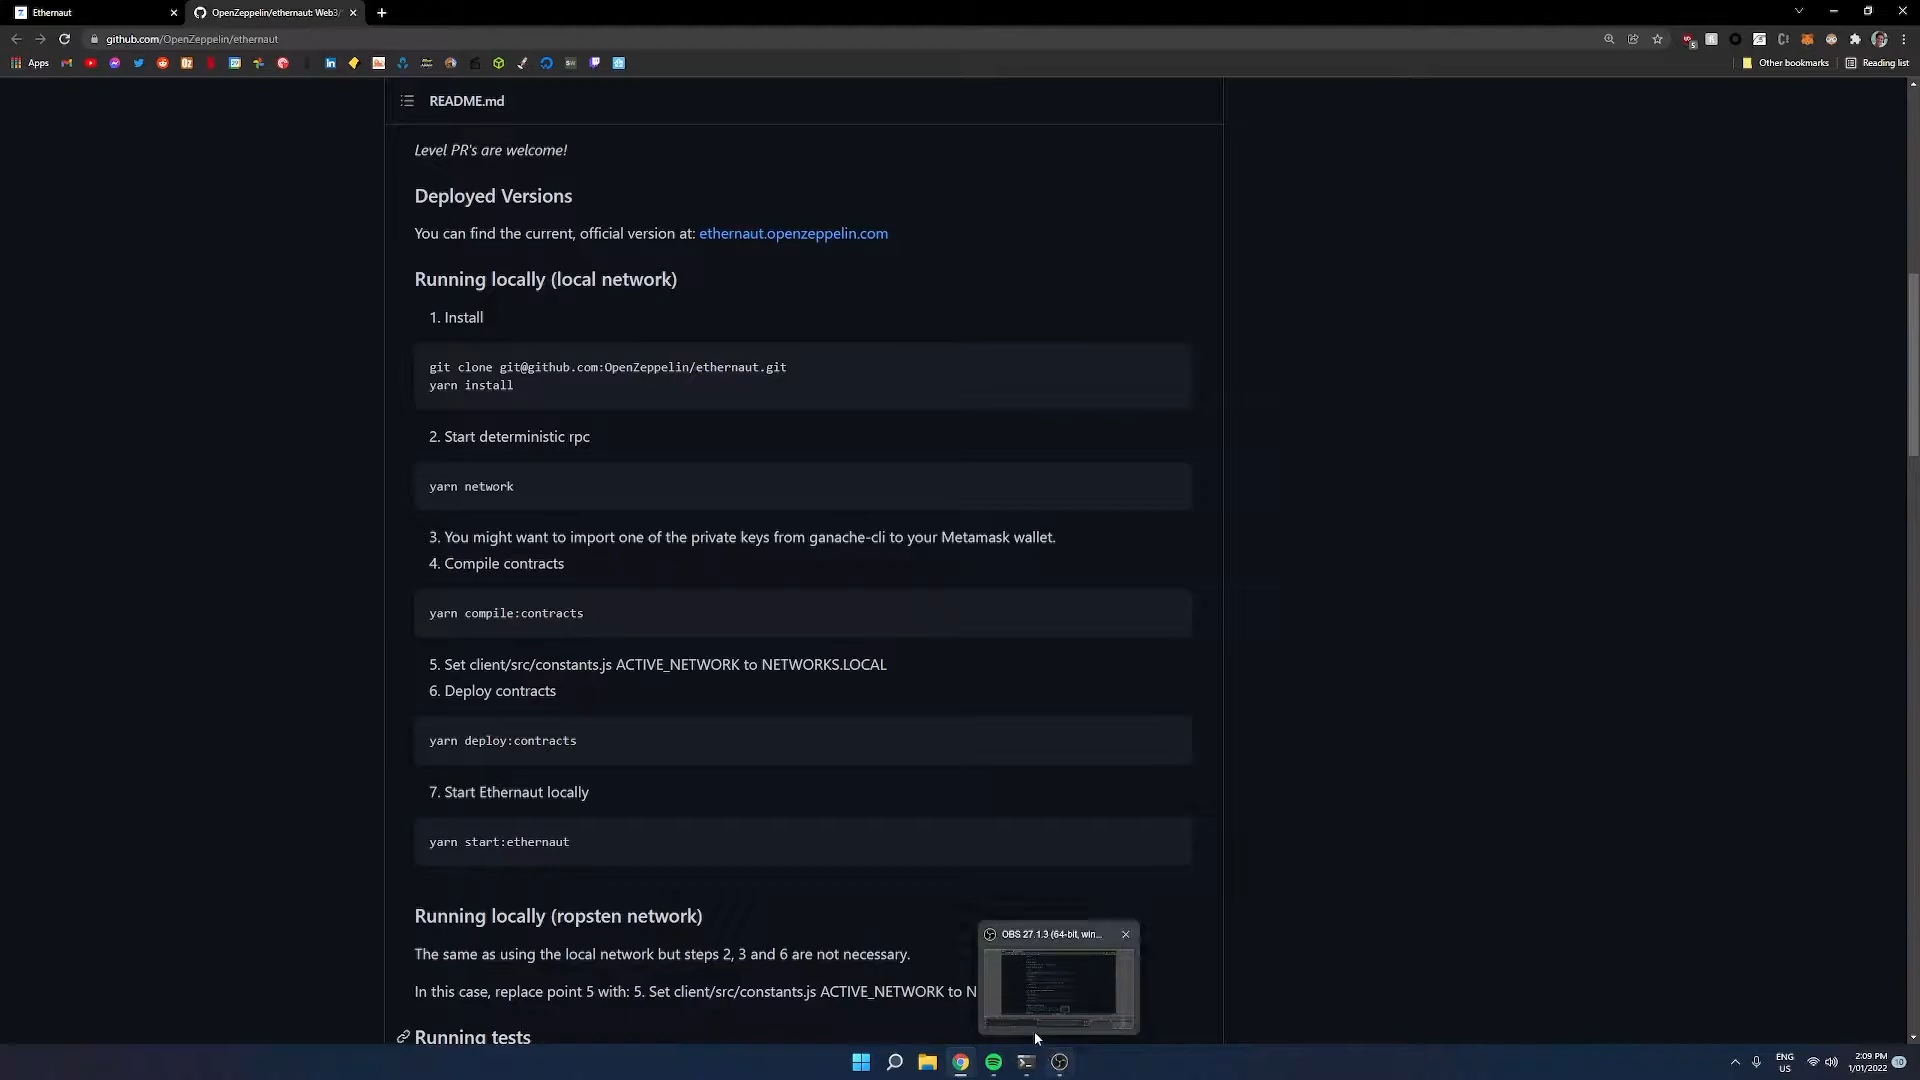 Ethernaut
OpenZeppelin/ethernaut: Web3/
github.com/OpenZeppelin/ethernaut
Apps
Other bookmarks
Reading list
README.md
Level PR's are welcome!
Deployed Versions
You can find the current, official version at: ethernaut.openzeppelin.com
Running locally (local network)
1. Install
git clone git@github.com:OpenZeppelin/ethernaut.git
yarn install
2. Start deterministic rpc
yarn network
3. You might want to import one of the private keys from ganache-cli to your Metamask wallet.
4. Compile contracts
yarn compile:contracts
5. Set client/src/constants.js ACTIVE_NETWORK to NETWORKS.LOCAL
6. Deploy contracts
yarn deploy:contracts
7. Start Ethernaut locally
yarn start:ethernaut
Running locally (ropsten network)
The same as using the local network but steps 2, 3 and 6 are not necessary.
In this case, replace point 5 with: 5. Set client/src/constants.js ACTIVE_NETWORK to N
Running tests
OBS 27.1.3 (64-bit, win...
ENG
US
2:09 PM
1/01/2022